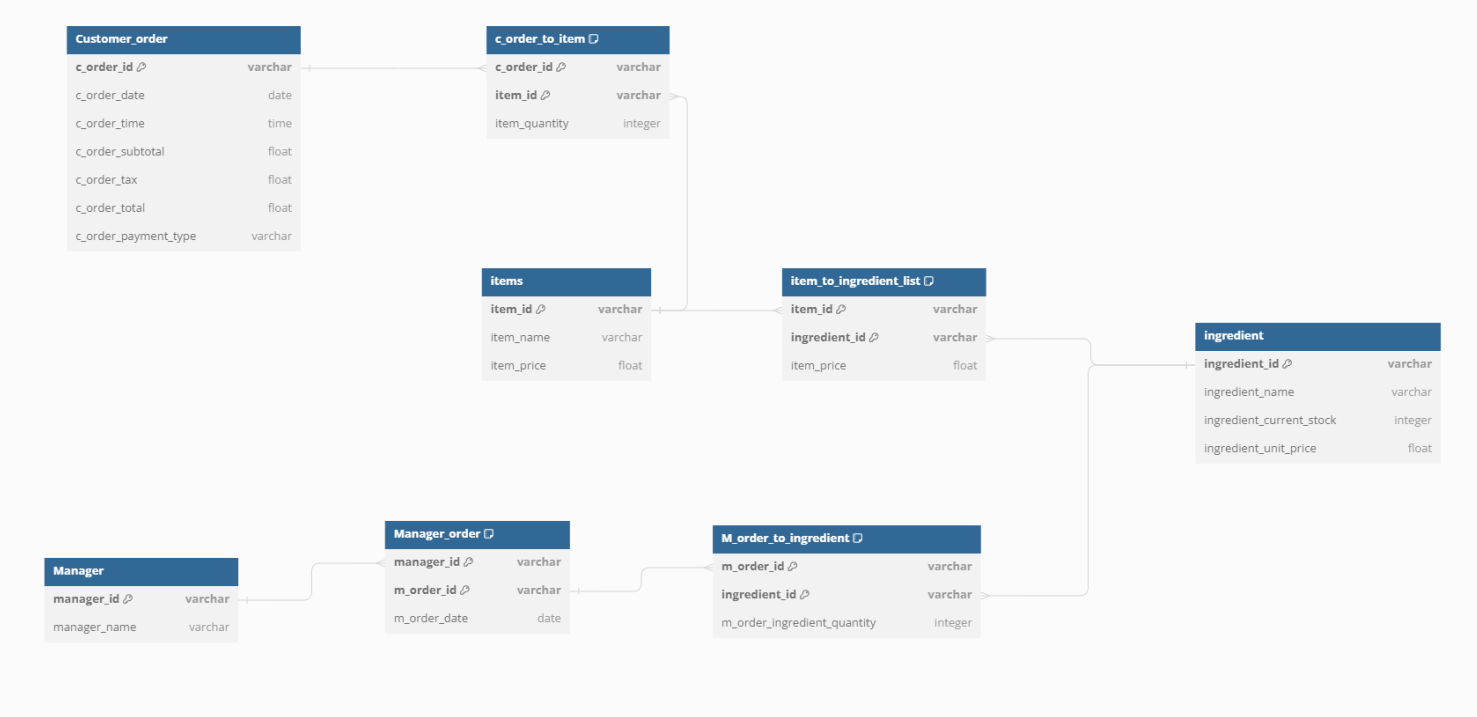 Customer_order
c_order_id varchar
c_order_date date
c_order_time time
c_order_subtotal float
c_order_tax float
c_order_total float
c_order_payment_type varchar
c_order_to_item
c_order_id varchar
item_id varchar
item_quantity integer
items
item_id varchar
item_name varchar
item_price float
item_to_ingredient_list
item_id varchar
ingredient_id varchar
item_price float
ingredient
ingredient_id varchar
ingredient_name varchar
ingredient_current_stock integer
ingredient_unit_price float
Manager
manager_id varchar
manager_name varchar
Manager_order
manager_id varchar
m_order_id varchar
m_order_date date
M_order_to_ingredient
m_order_id varchar
ingredient_id varchar
m_order_ingredient_quantity integer